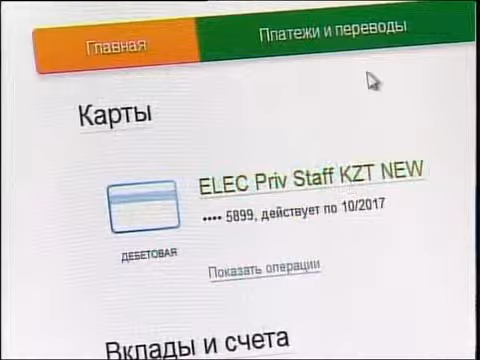 Главная
Платежи и переводы
Карты
ELEC Priv Staff KZT NEW
•••• 5899, действует по 10/2017
ДЕБЕТОВАЯ
Показать операции
Вклады и счета